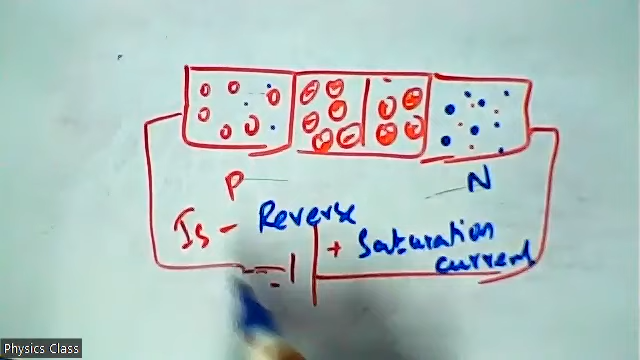 P
N
Is - Reverse
+ Saturation
current
-
Physics Class